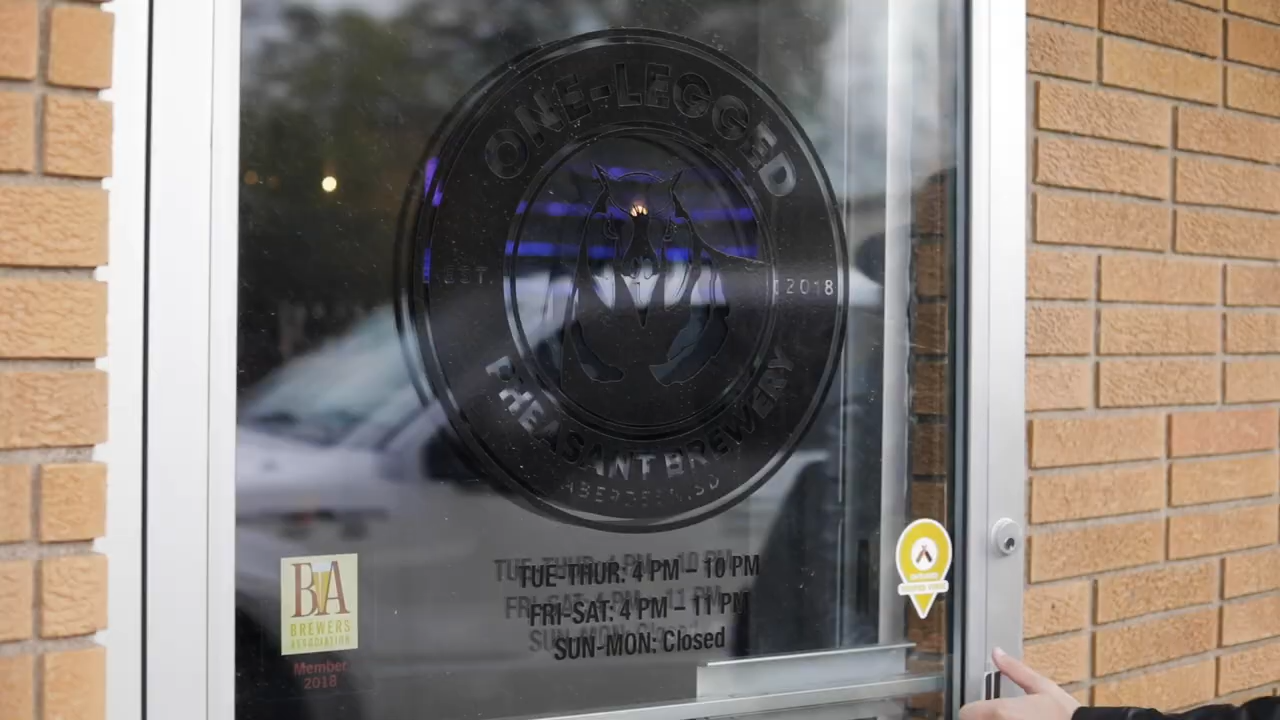 ONE-LEGGED
EST. 2018
PHEASANT BREWERY
ABERDEEN, SD
TUE-THUR: 4 PM – 10 PM
FRI-SAT: 4 PM – 11 PM
SUN-MON: Closed
BA
BREWERS
ASSOCIATION
Member
2018